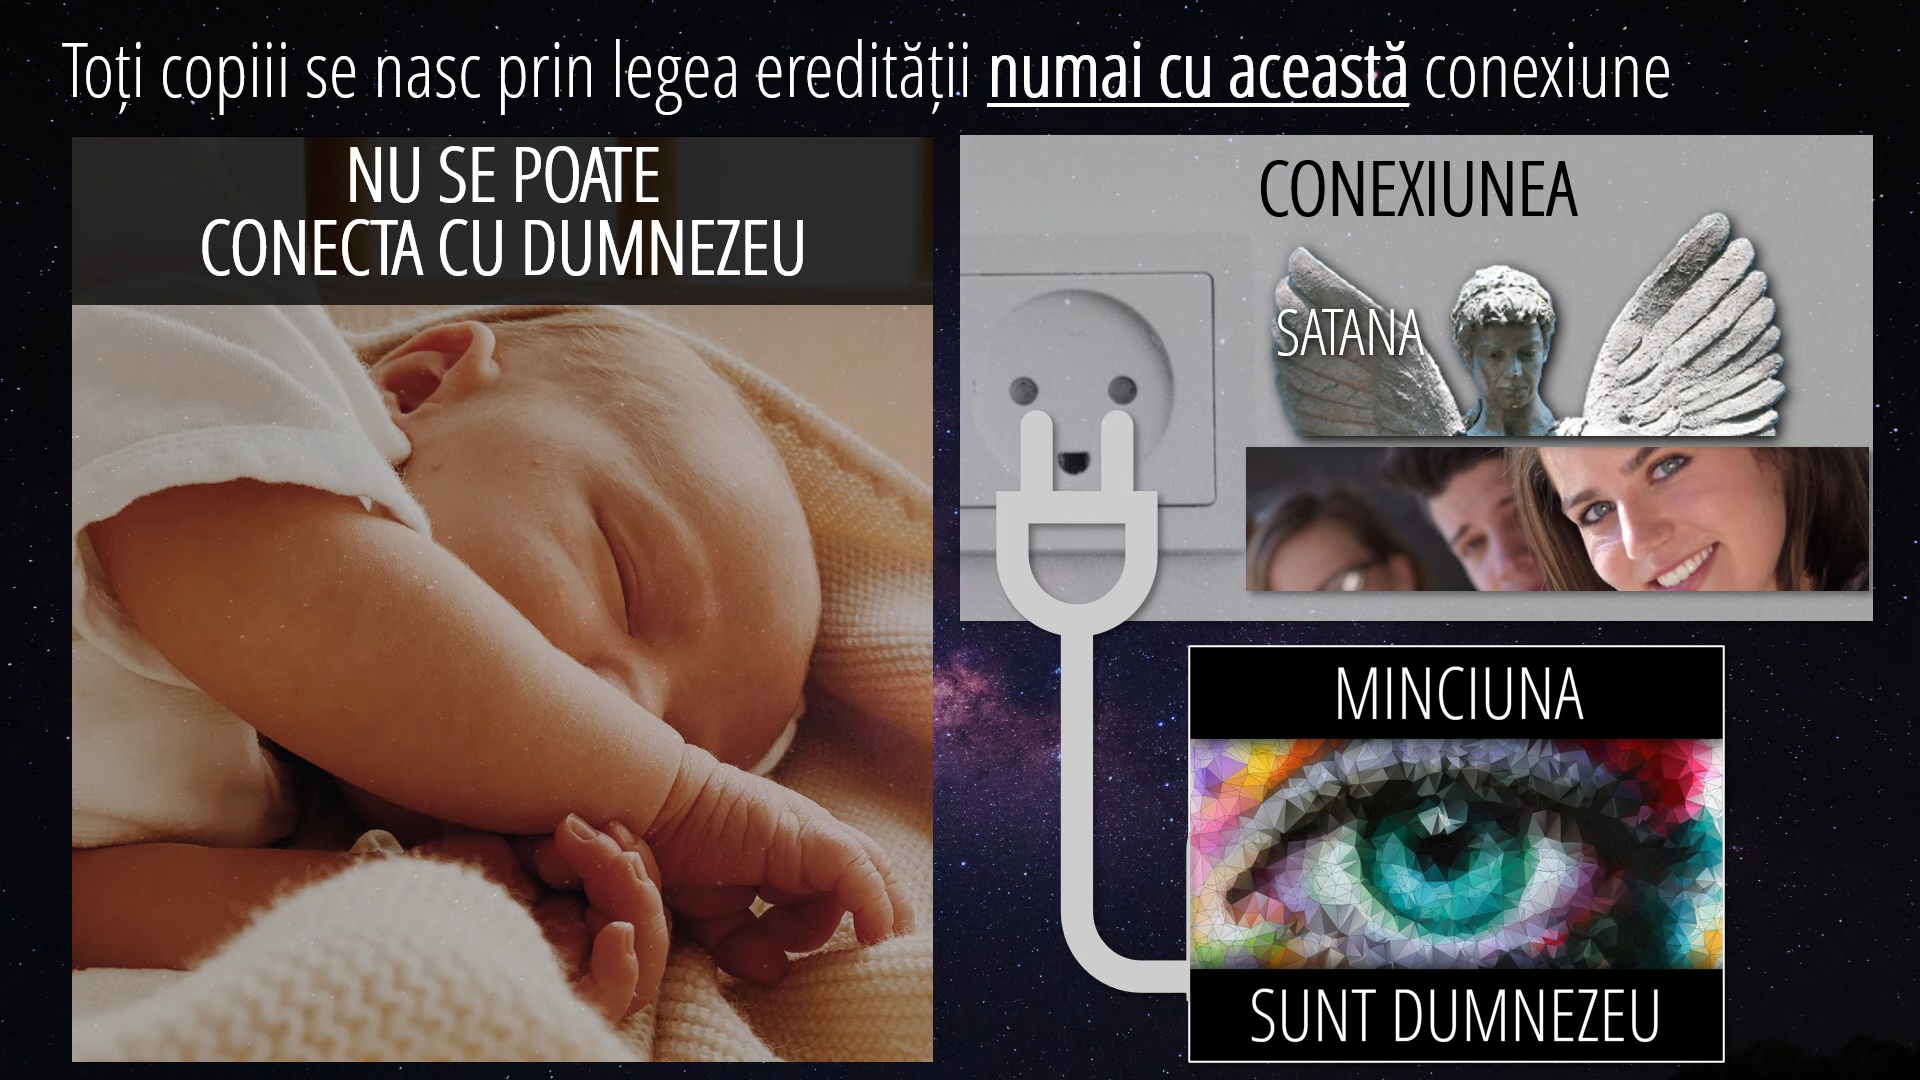 Toți copiii se nasc prin legea eredității numai cu această conexiune
NU SE POATE
CONECTA CU DUMNEZEU
CONEXIUNEA
SATANA
MINCIUNA
SUNT DUMNEZEU